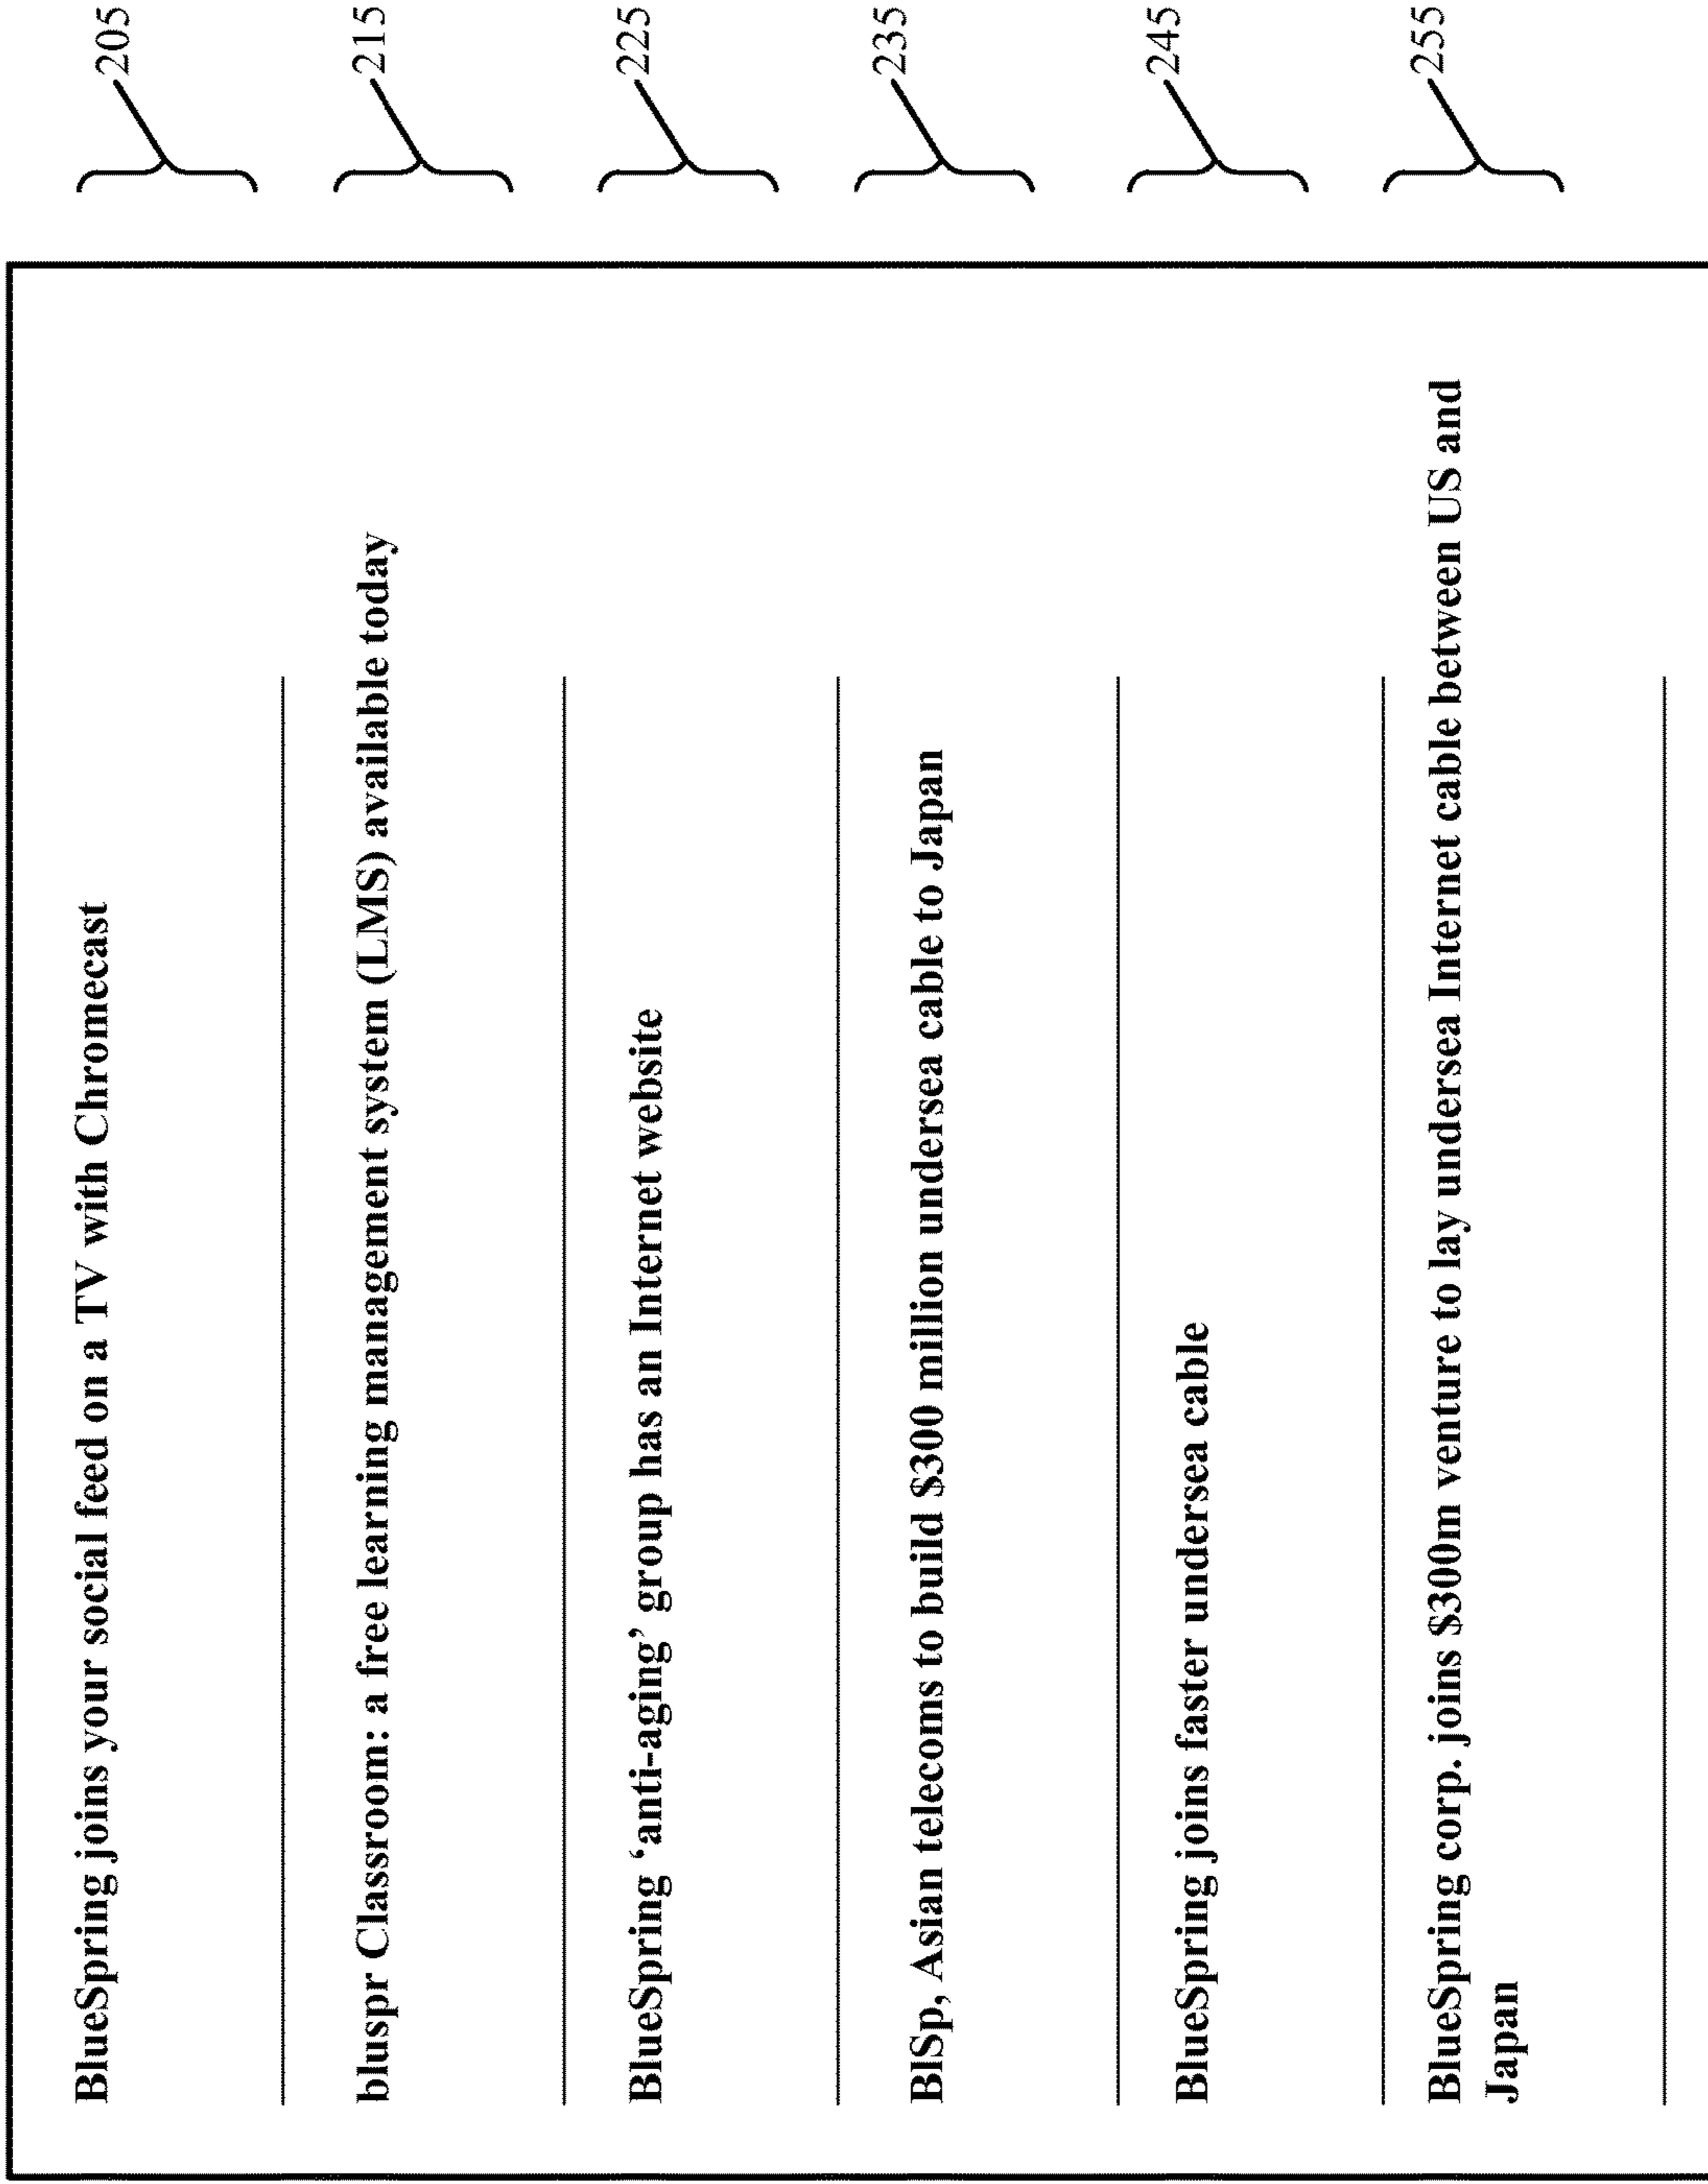 BlueSpring joins your social feed on a TV with Chromecast
205
bluspr Classroom: a free learning management system (LMS) available today
215
BlueSpring ‘anti-aging’ group has an Internet website
225
BlSp, Asian telecoms to build $300 million undersea cable to Japan
235
BlueSpring joins faster undersea cable
245
BlueSpring corp. joins $300m venture to lay undersea Internet cable between US and
Japan
255